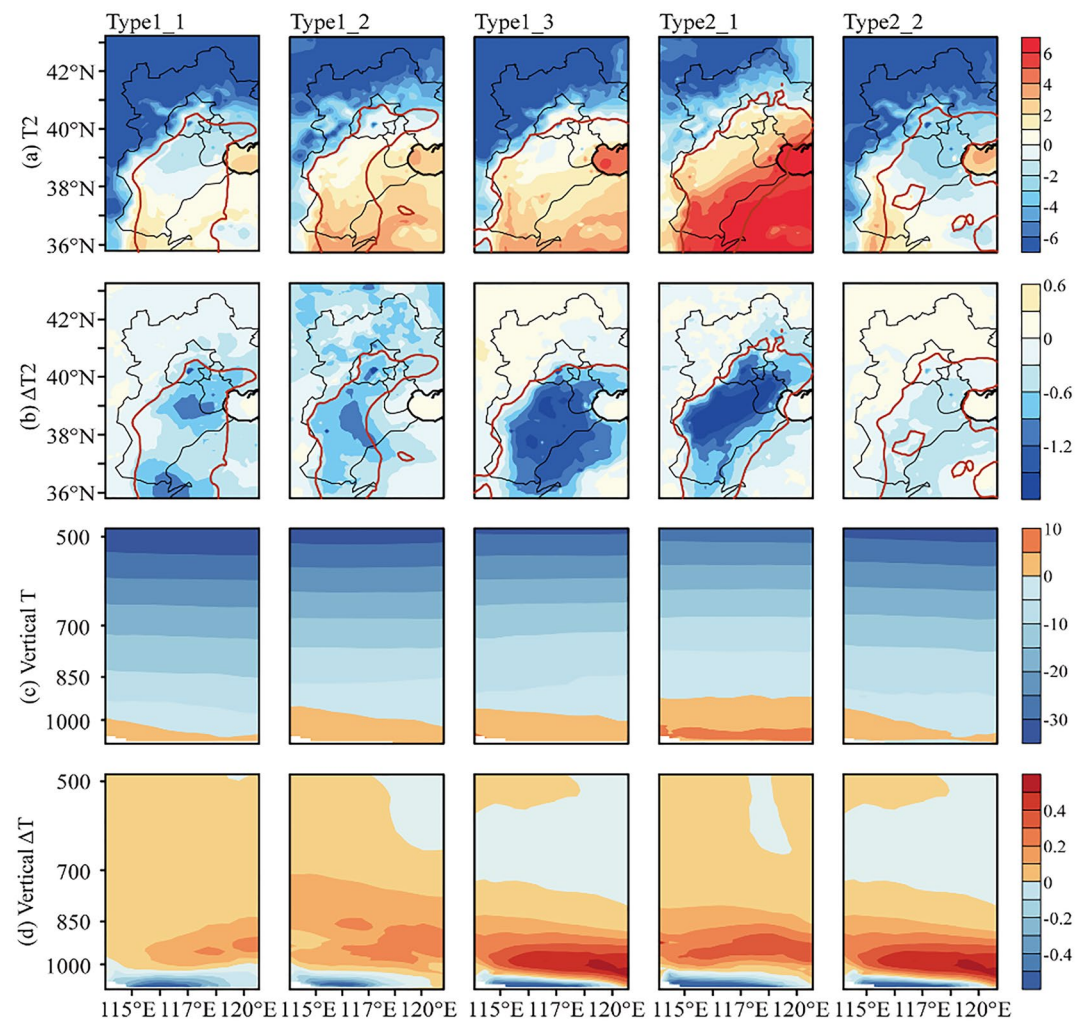 Type1_1 Type1_2 Type1_3 Type2_1 Type2_2
(a) T2
42°N
40°N
38°N
36°N
6
4
2
1
0
-1
-2
-4
-6
(b) ΔT2
42°N
40°N
38°N
36°N
0.6
0
-0.6
-1.2
(c) Vertical T
500
700
850
1000
10
0
-10
-20
-30
(d) Vertical ΔT
500
700
850
1000
0.4
0.2
0
-0.2
-0.4
115°E 117°E 120°E 115°E 117°E 120°E 115°E 117°E 120°E 115°E 117°E 120°E 115°E 117°E 120°E